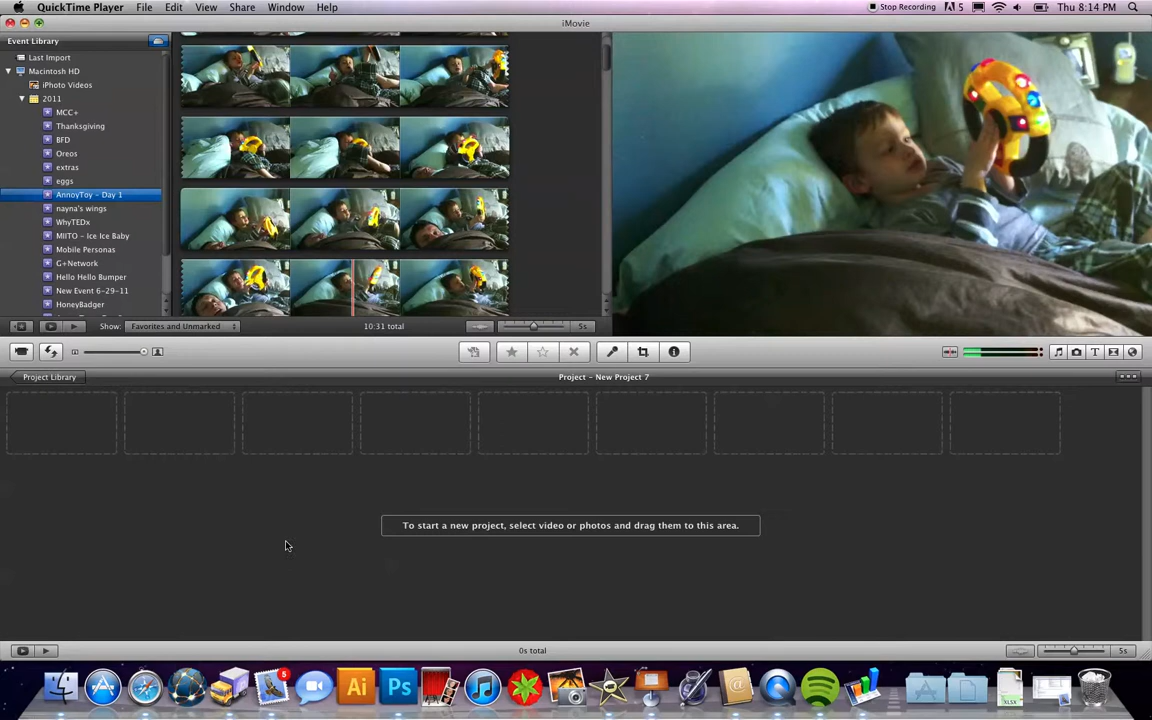 QuickTime Player File Edit View Share Window Help Stop Recording 5 Thu 8:14 PM
iMovie
Event Library
Last Import
Macintosh HD
iPhoto Videos
2011
MCC+
Thanksgiving
BFD
Oreos
extras
eggs
AnnoyToy - Day 1
nayna's wings
WhyTEDx
MIITO - Ice Ice Baby
Mobile Personas
G+Network
Hello Hello Bumper
New Event 6-29-11
HoneyBadger
Show: Favorites and Unmarked 10:31 total 5s
Project Library Project - New Project 7
To start a new project, select video or photos and drag them to this area.
0s total 5s
5 Ai Ps XLSX